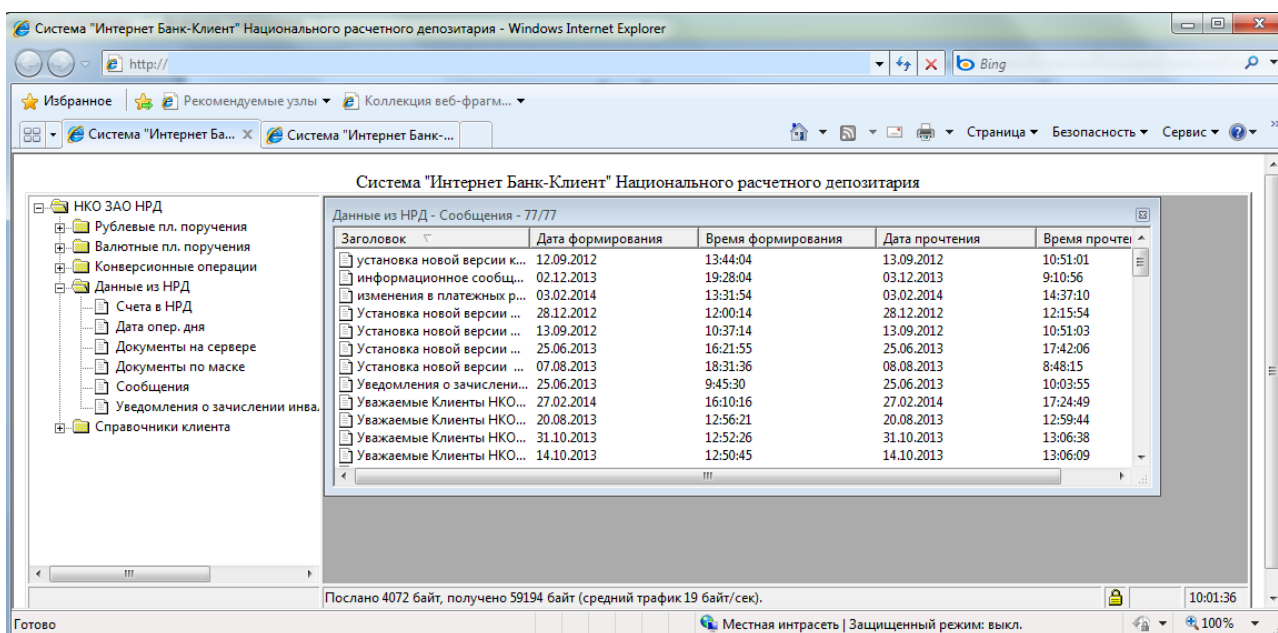 Система "Интернет Банк-Клиент" Национального расчетного депозитария - Windows Internet Explorer
http://
Bing
Избранное Рекомендуемые узлы Коллекция веб-фрагм...
Система "Интернет Ба... Система "Интернет Банк-... Страница Безопасность Сервис
Система "Интернет Банк-Клиент" Национального расчетного депозитария
НКО ЗАО НРД
Рублевые пл. поручения
Валютные пл. поручения
Конверсионные операции
Данные из НРД
Счета в НРД
Дата опер. дня
Документы на сервере
Документы по маске
Сообщения
Уведомления о зачислении инва.
Справочники клиента
Данные из НРД - Сообщения - 77/77
Заголовок Дата формирования Время формирования Дата прочтения Время прочте
установка новой версии к... 12.09.2012 13:44:04 13.09.2012 10:51:01
информационное сообщ... 02.12.2013 19:28:04 03.12.2013 9:10:56
изменения в платежных р... 03.02.2014 13:31:54 03.02.2014 14:37:10
Установка новой версии ... 28.12.2012 12:00:14 28.12.2012 12:15:54
Установка новой версии ... 13.09.2012 10:37:14 13.09.2012 10:51:03
Установка новой версии ... 25.06.2013 16:21:55 25.06.2013 17:42:06
Установка новой версии ... 07.08.2013 18:31:36 08.08.2013 8:48:15
Уведомления о зачислени... 25.06.2013 9:45:30 25.06.2013 10:03:55
Уважаемые Клиенты НКО... 27.02.2014 16:10:16 27.02.2014 17:24:49
Уважаемые Клиенты НКО... 20.08.2013 12:56:21 20.08.2013 12:59:44
Уважаемые Клиенты НКО... 31.10.2013 12:52:26 31.10.2013 13:06:38
Уважаемые Клиенты НКО... 14.10.2013 12:50:45 14.10.2013 13:06:09
Послано 4072 байт, получено 59194 байт (средний трафик 19 байт/сек). 10:01:36
Готово Местная интрасеть | Защищенный режим: выкл. 100%